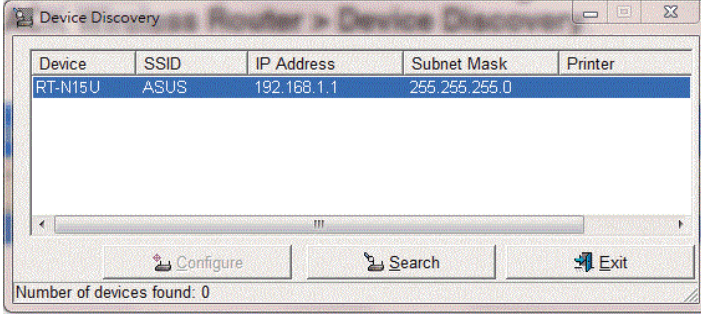 Device Discovery
Device SSID IP Address Subnet Mask Printer
RT-N15U ASUS 192.168.1.1 255.255.255.0
Configure Search Exit
Number of devices found: 0